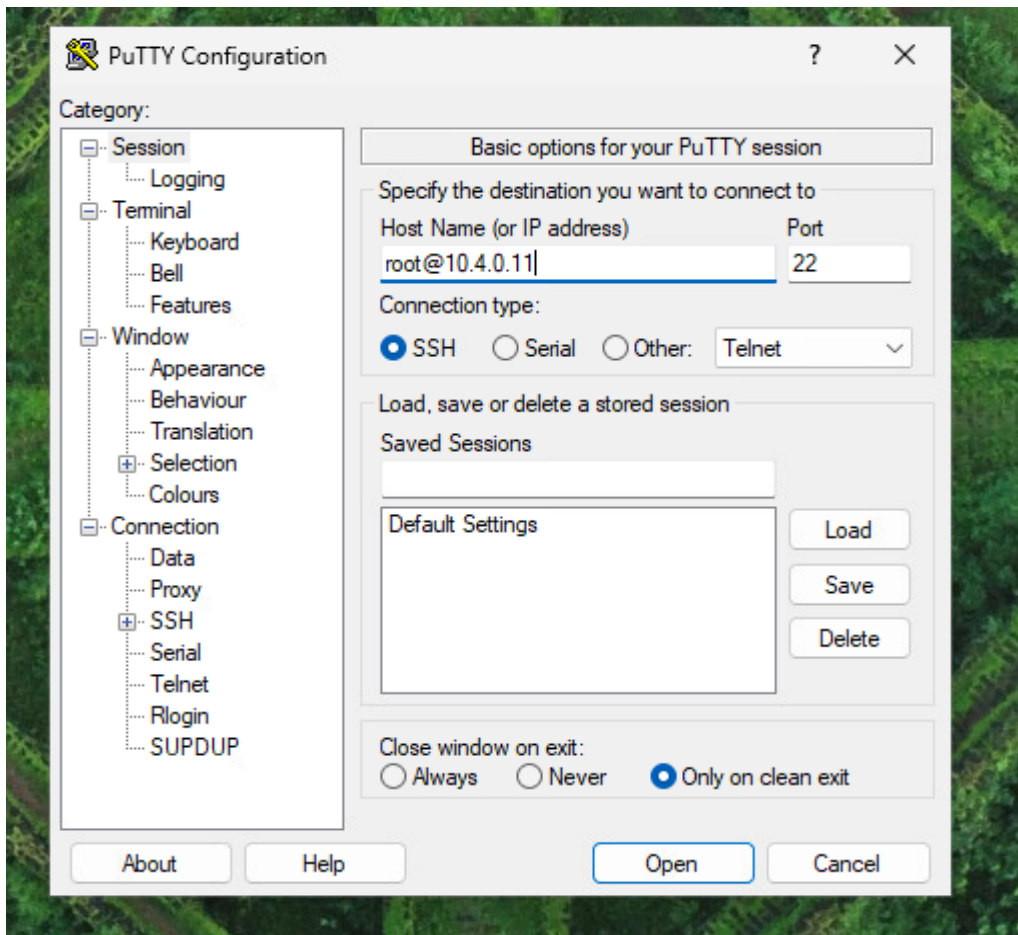 PuTTY Configuration
?
Category:
Session
Logging
Terminal
Keyboard
Bell
Features
Window
Appearance
Behaviour
Translation
Selection
Colours
Connection
Data
Proxy
SSH
Serial
Telnet
Rlogin
SUPDUP
Basic options for your PuTTY session
Specify the destination you want to connect to
Host Name (or IP address) Port
root@10.4.0.11 22
Connection type:
SSH Serial Other: Telnet
Load, save or delete a stored session
Saved Sessions
Default Settings
Load
Save
Delete
Close window on exit:
Always Never Only on clean exit
About Help Open Cancel